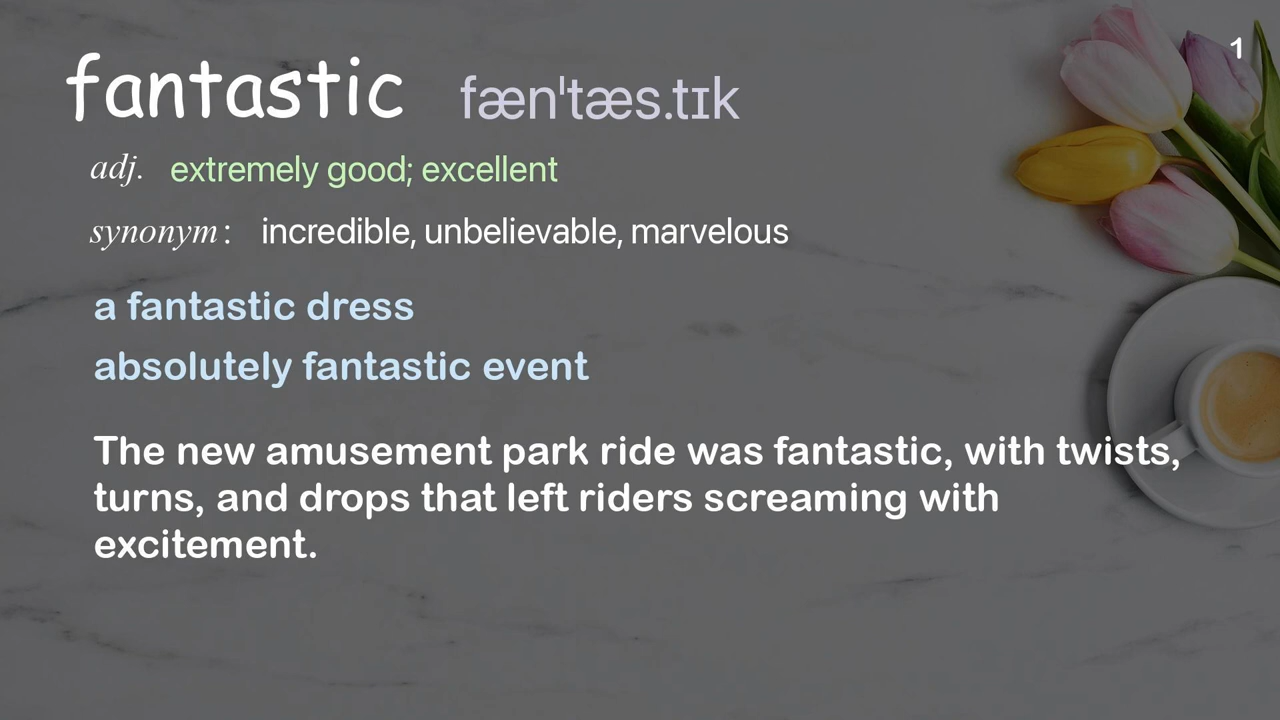 1
fantastic fæn'tæs.tɪk
adj. extremely good; excellent
synonym : incredible, unbelievable, marvelous
a fantastic dress
absolutely fantastic event
The new amusement park ride was fantastic, with twists,
turns, and drops that left riders screaming with
excitement.